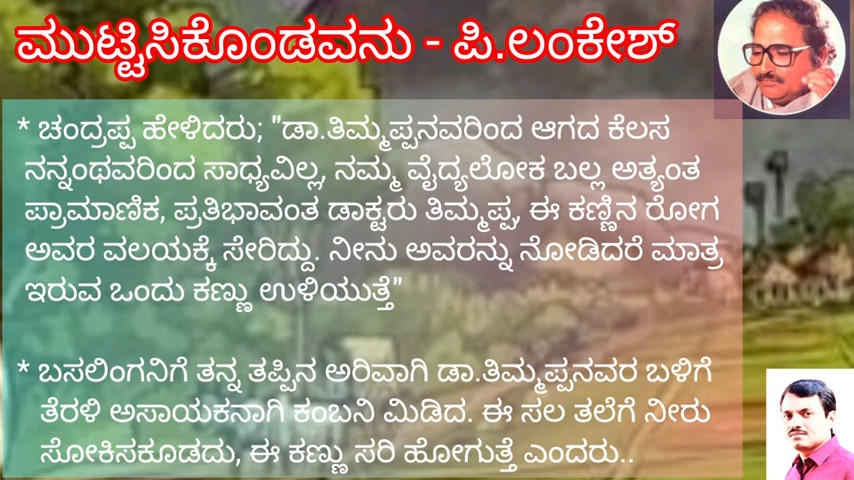 ಮುಟ್ಟಿಸಿಕೊಂಡವನು - ಪಿ.ಲಂಕೇಶ್
* ಚಂದ್ರಪ್ಪ ಹೇಳಿದರು; "ಡಾ.ತಿಮ್ಮಪ್ಪನವರಿಂದ ಆಗದ ಕೆಲಸ
ನನ್ನಂಥವರಿಂದ ಸಾಧ್ಯವಿಲ್ಲ, ನಮ್ಮ ವೈದ್ಯಲೋಕ ಬಲ್ಲ ಅತ್ಯಂತ
ಪ್ರಾಮಾಣಿಕ, ಪ್ರತಿಭಾವಂತ ಡಾಕ್ಟರು ತಿಮ್ಮಪ್ಪ, ಈ ಕಣ್ಣಿನ ರೋಗ
ಅವರ ವಲಯಕ್ಕೆ ಸೇರಿದ್ದು. ನೀನು ಅವರನ್ನು ನೋಡಿದರೆ ಮಾತ್ರ
ಇರುವ ಒಂದು ಕಣ್ಣು ಉಳಿಯುತ್ತೆ"
* ಬಸಲಿಂಗನಿಗೆ ತನ್ನ ತಪ್ಪಿನ ಅರಿವಾಗಿ ಡಾ.ತಿಮ್ಮಪ್ಪನವರ ಬಳಿಗೆ
ತೆರಳಿ ಅಸಾಯಕನಾಗಿ ಕಂಬನಿ ಮಿಡಿದ. ಈ ಸಲ ತಲೆಗೆ ನೀರು
ಸೋಕಿಸಕೂಡದು, ಈ ಕಣ್ಣು ಸರಿ ಹೋಗುತ್ತೆ ಎಂದರು..